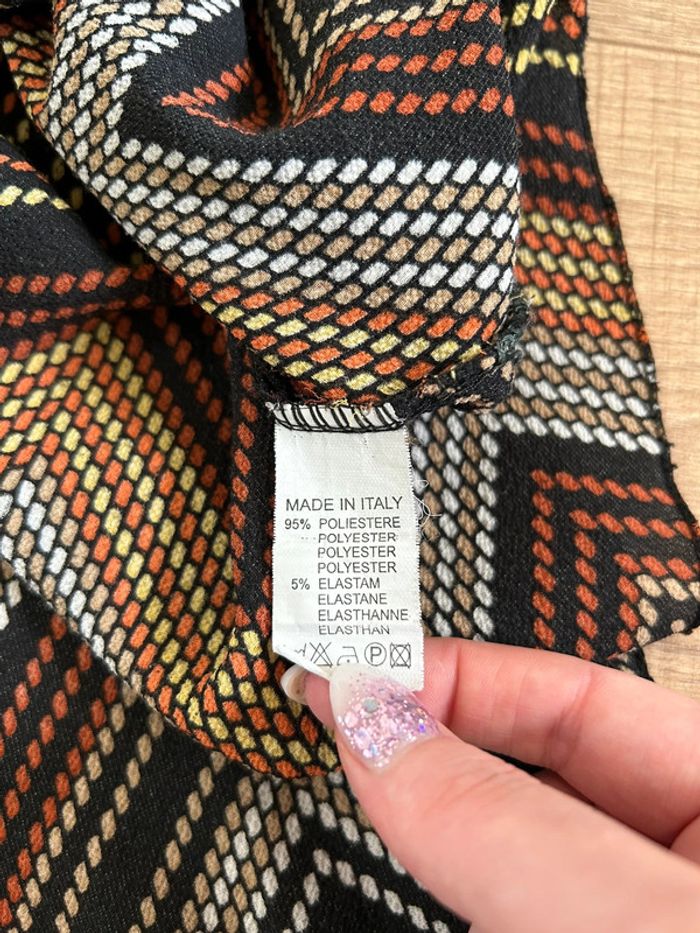 MADE IN ITALY
95% POLIESTERE
POLYESTER
POLYESTER
POLYESTER
5% ELASTAM
ELASTANE
ELASTHANNE
ELASTHAN
P